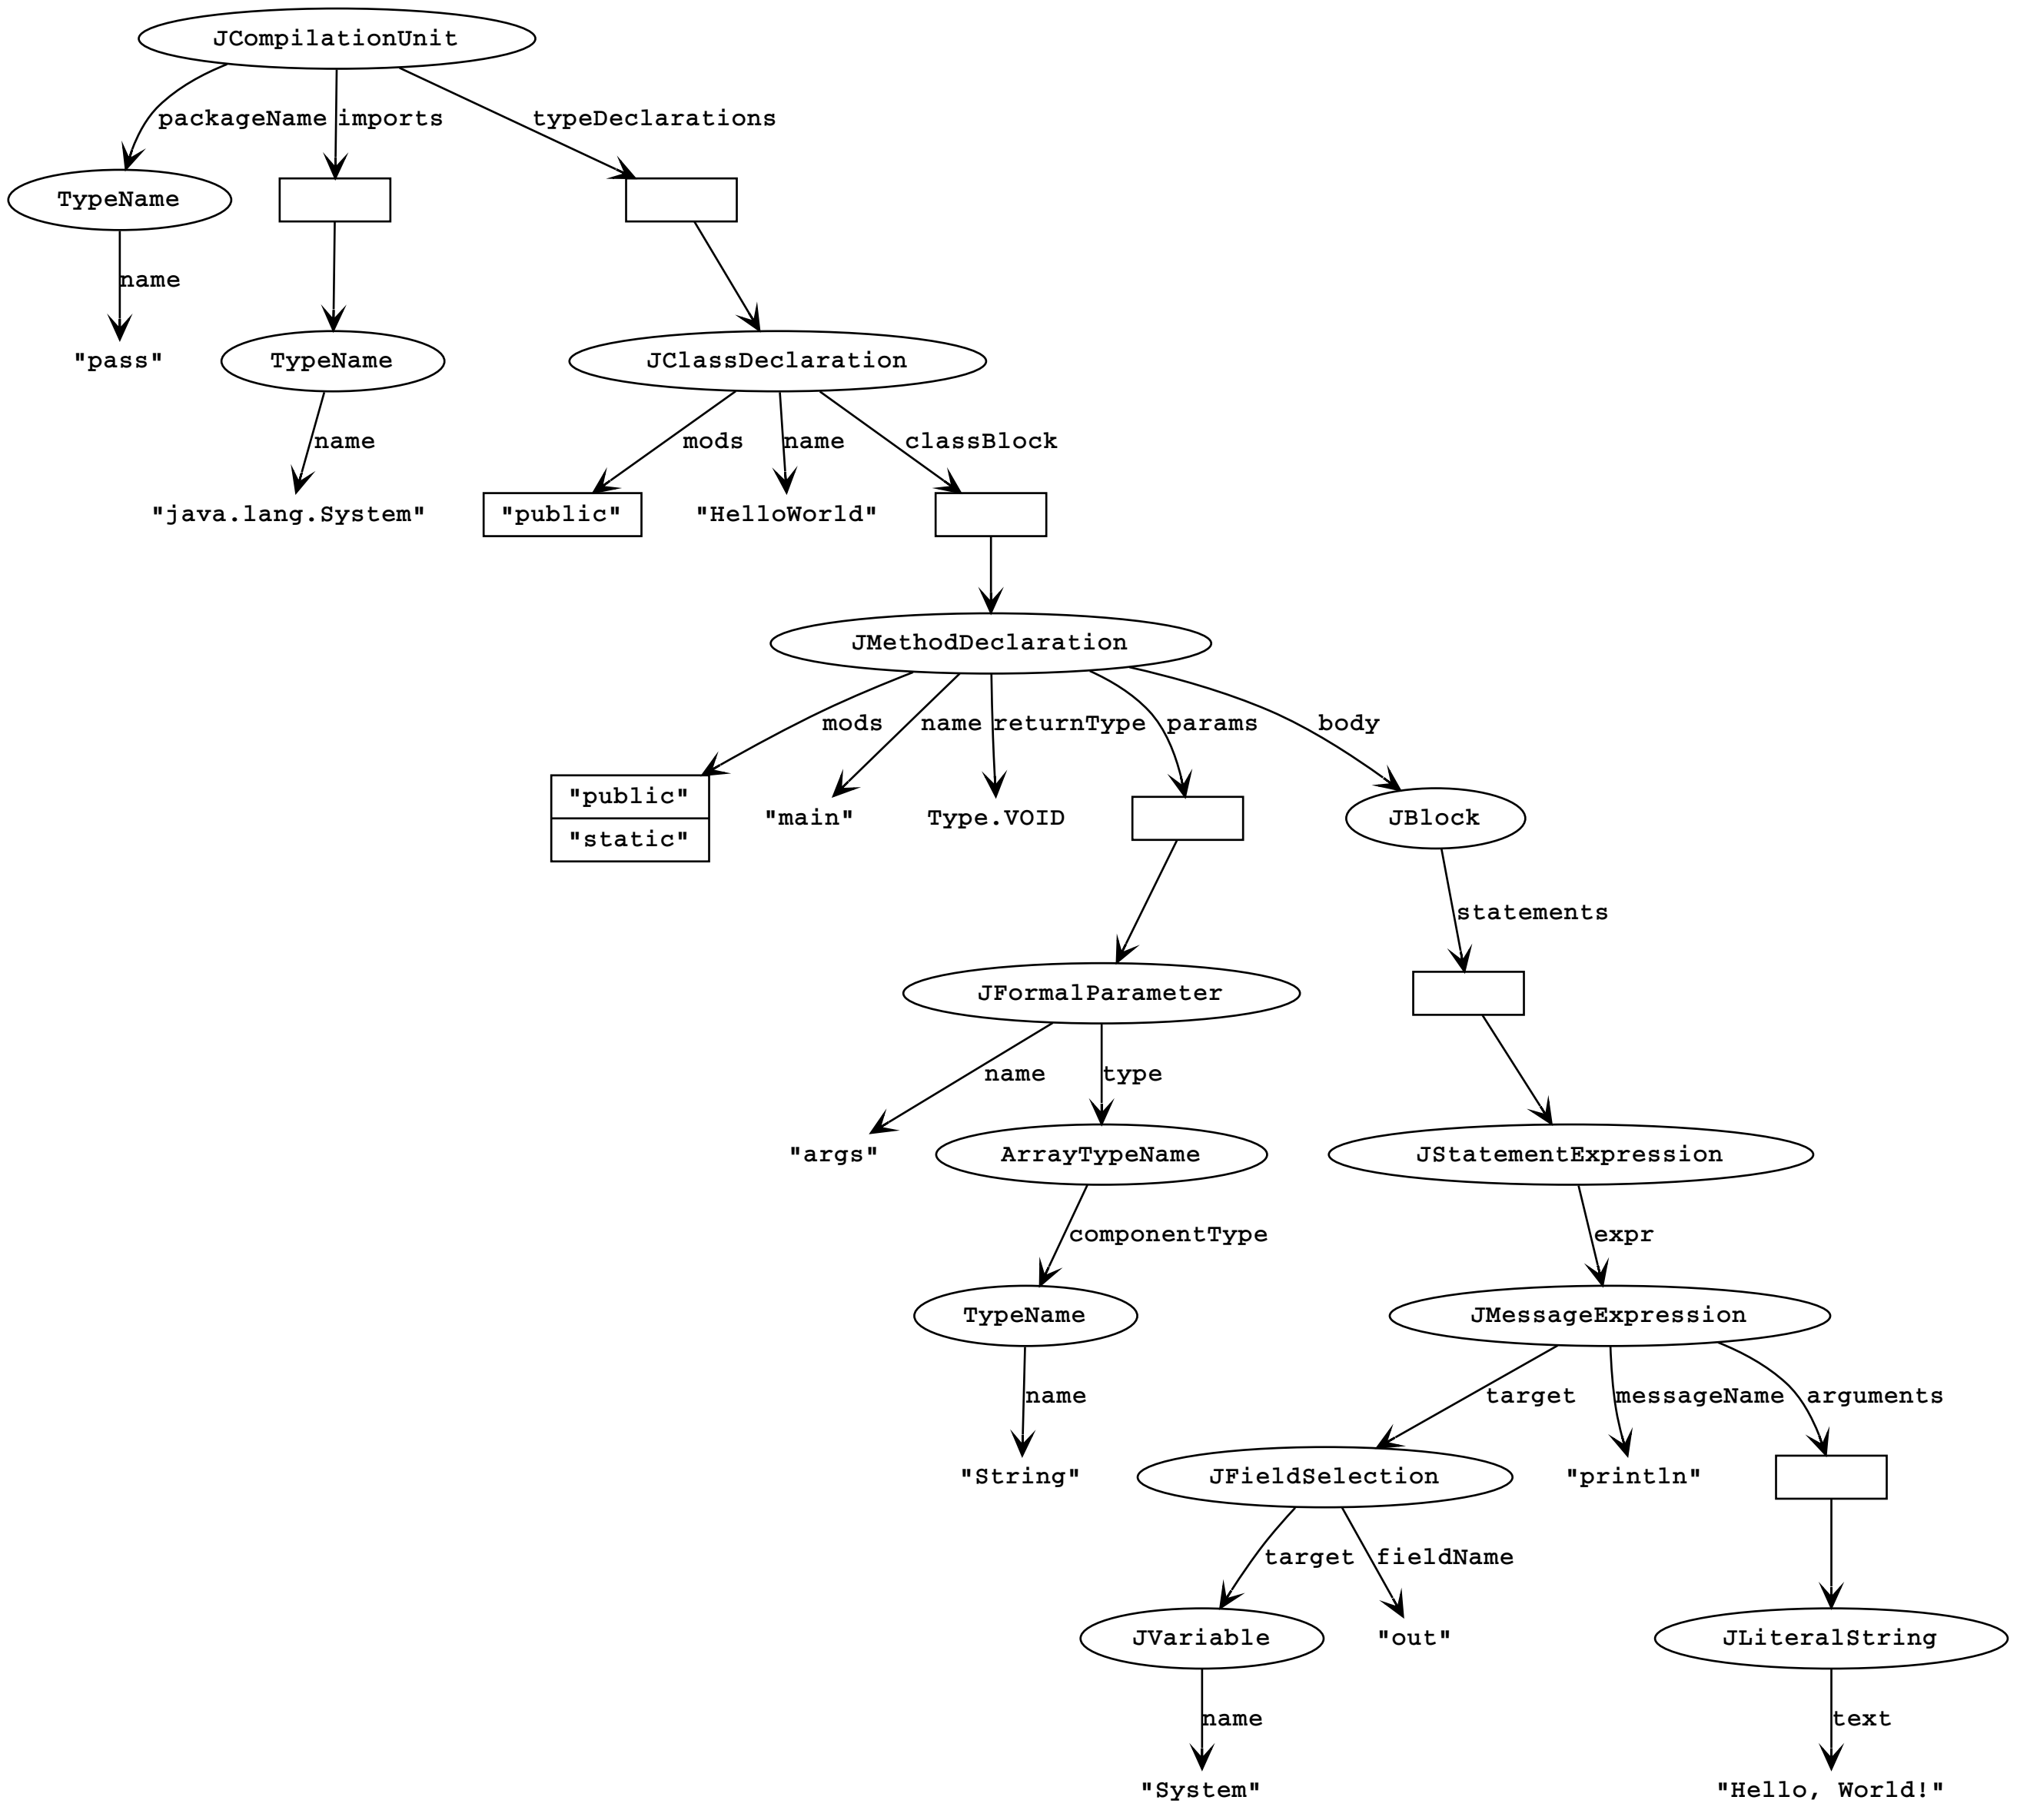 JCompilationUnit
packageName
imports
typeDeclarations
TypeName
name
"pass"
TypeName
JClassDeclaration
name
mods
name
classBlock
"java.lang.System"
"public"
"HelloWorld"
JMethodDeclaration
mods
name
returnType
params
body
"public"
"static"
"main"
Type.VOID
JBlock
statements
JFormalParameter
name
type
"args"
ArrayTypeName
JStatementExpression
componentType
expr
TypeName
JMessageExpression
name
target
messageName
arguments
"String"
JFieldSelection
"println"
target
fieldName
JVariable
"out"
JLiteralString
name
text
"System"
"Hello, World!"